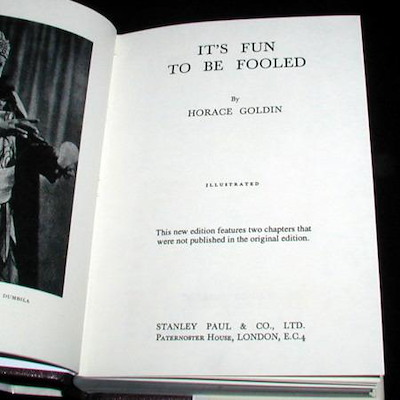 DUMBILA
IT'S FUN
TO BE FOOLED
By
HORACE GOLDIN
ILLUSTRATED
This new edition features two chapters that
were not published in the original edition.
STANLEY PAUL & CO., LTD.
PATERNOSTER HOUSE, LONDON, E.C.4